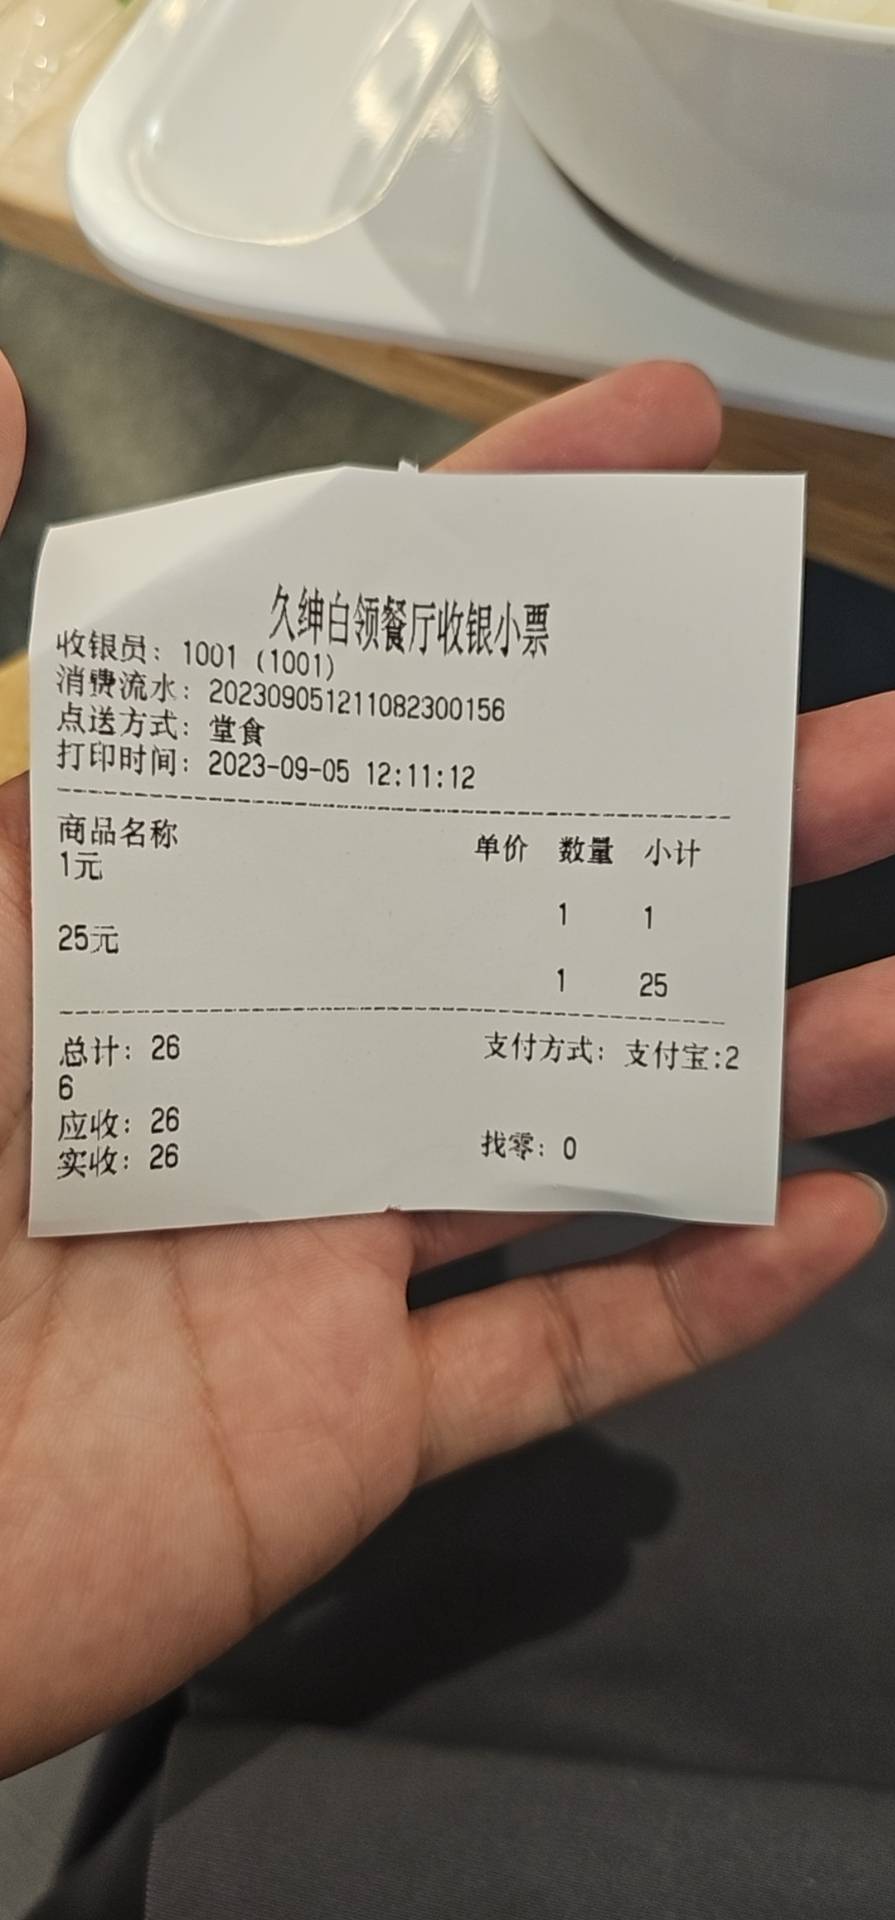 久绅白领餐厅收银小票
收银员：1001 (1001)
消费流水：202309051211082300156
点送方式：堂食
打印时间：2023-09-05 12:11:12
商品名称 单价 数量 小计
1元
1 1
25元
1 25
总计：26 支付方式：支付宝:2
6
应收：26
实收：26 找零：0